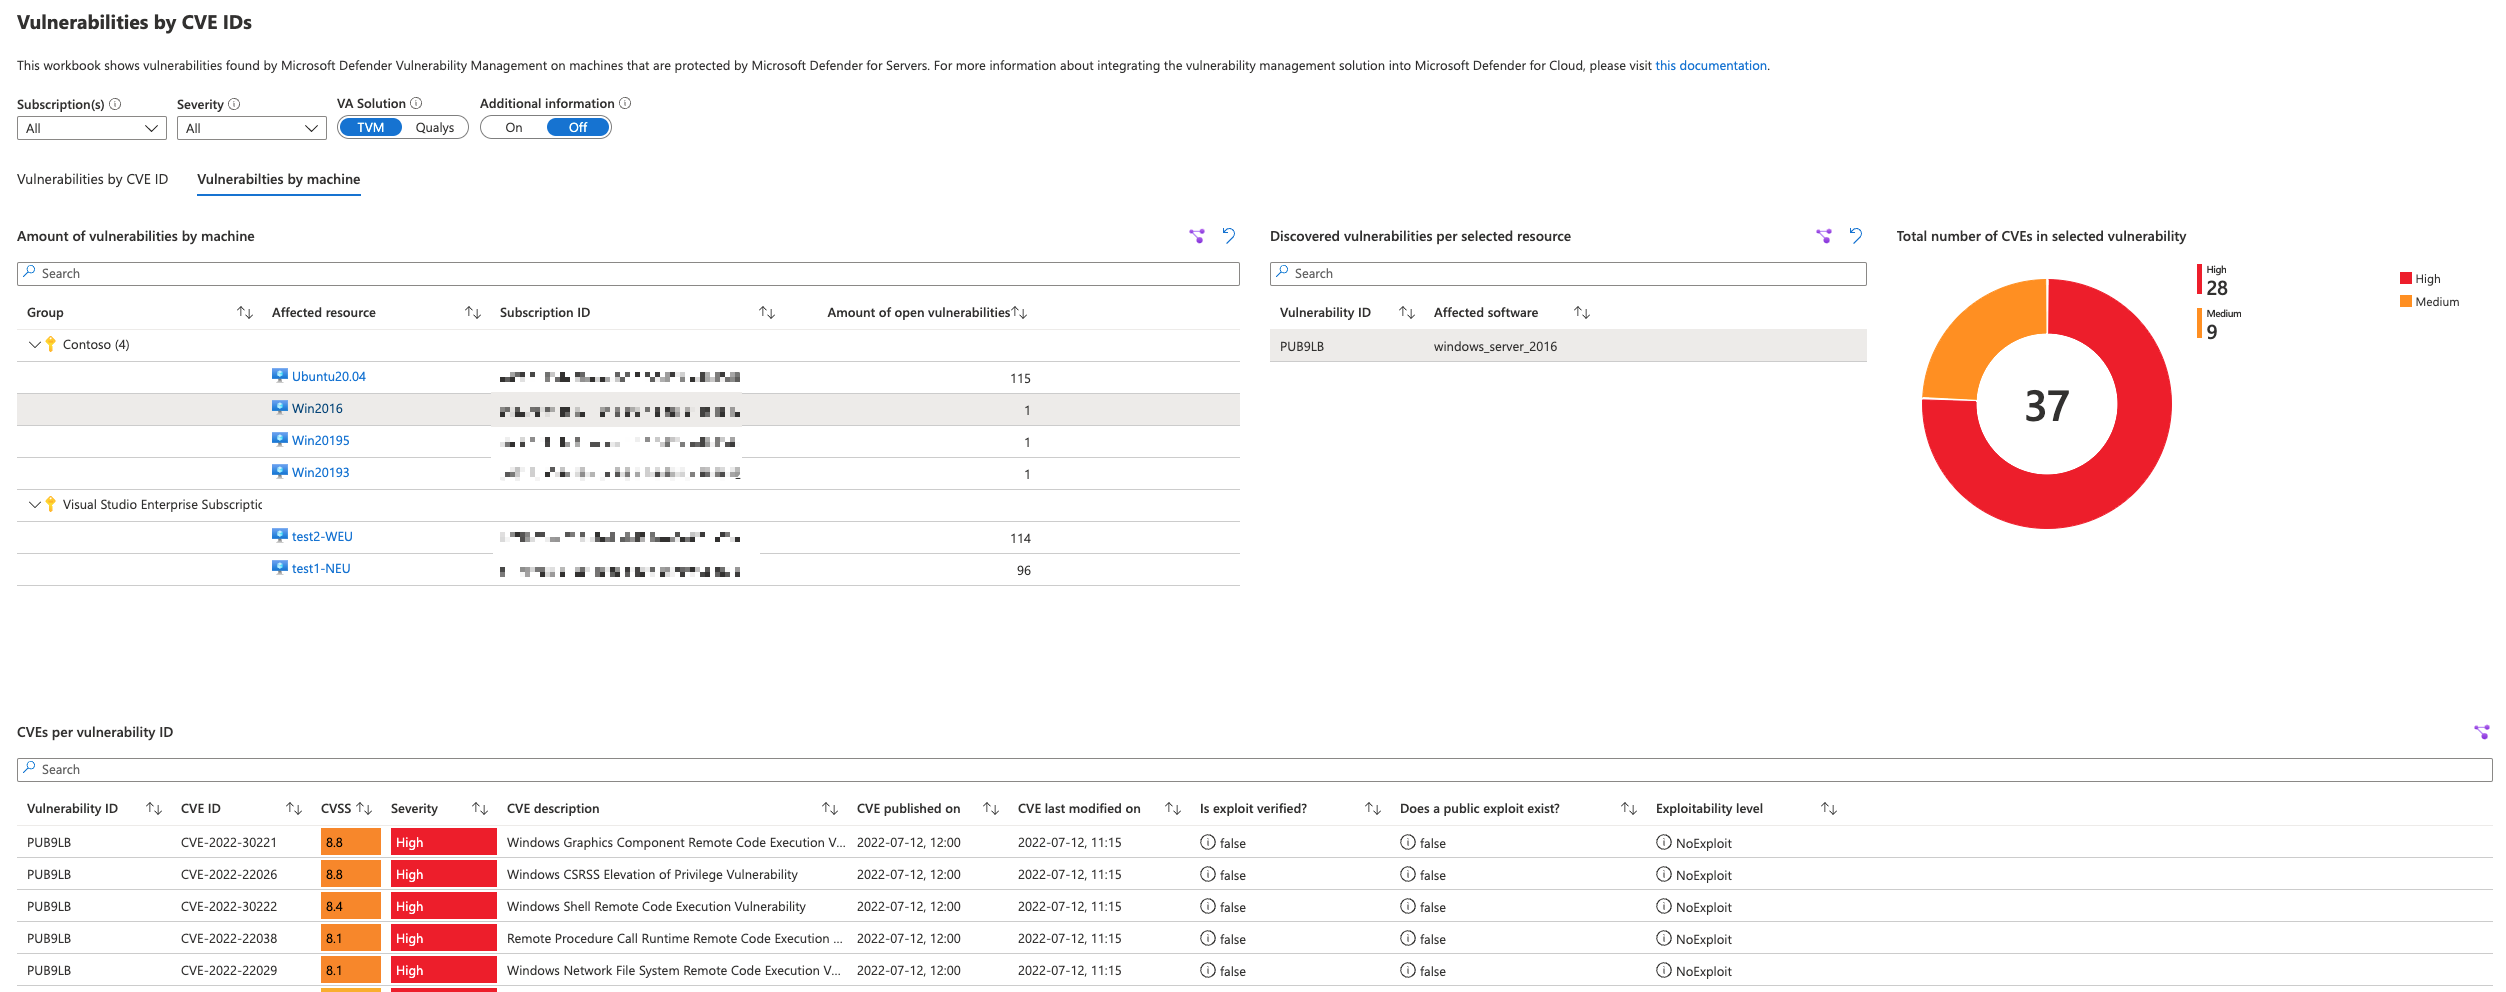 Vulnerabilities by CVE IDs
This workbook shows vulnerabilities found by Microsoft Defender Vulnerability Management on machines that are protected by Microsoft Defender for Servers. For more information about integrating the vulnerability management solution into Microsoft Defender for Cloud, please visit this documentation.
Subscription(s) Severity VA Solution Additional information
All All TVM Qualys On Off
Vulnerabilities by CVE ID Vulnerabilties by machine
Amount of vulnerabilities by machine
Search
Group Affected resource Subscription ID Amount of open vulnerabilities
Contoso (4)
Ubuntu20.04 115
Win2016 1
Win20195 1
Win20193 1
Visual Studio Enterprise Subscriptic
test2-WEU 114
test1-NEU 96
Discovered vulnerabilities per selected resource
Search
Vulnerability ID Affected software
PUB9LB windows_server_2016
Total number of CVEs in selected vulnerability
High
28
Medium
9
37
High
Medium
CVEs per vulnerability ID
Search
Vulnerability ID CVE ID CVSS Severity CVE description CVE published on CVE last modified on Is exploit verified? Does a public exploit exist? Exploitability level
PUB9LB CVE-2022-30221 8.8 High Windows Graphics Component Remote Code Execution V... 2022-07-12, 12:00 2022-07-12, 11:15 false false NoExploit
PUB9LB CVE-2022-22026 8.8 High Windows CSRSS Elevation of Privilege Vulnerability 2022-07-12, 12:00 2022-07-12, 11:15 false false NoExploit
PUB9LB CVE-2022-30222 8.4 High Windows Shell Remote Code Execution Vulnerability 2022-07-12, 12:00 2022-07-12, 11:15 false false NoExploit
PUB9LB CVE-2022-22038 8.1 High Remote Procedure Call Runtime Remote Code Execution ... 2022-07-12, 12:00 2022-07-12, 11:15 false false NoExploit
PUB9LB CVE-2022-22029 8.1 High Windows Network File System Remote Code Execution V... 2022-07-12, 12:00 2022-07-12, 11:15 false false NoExploit